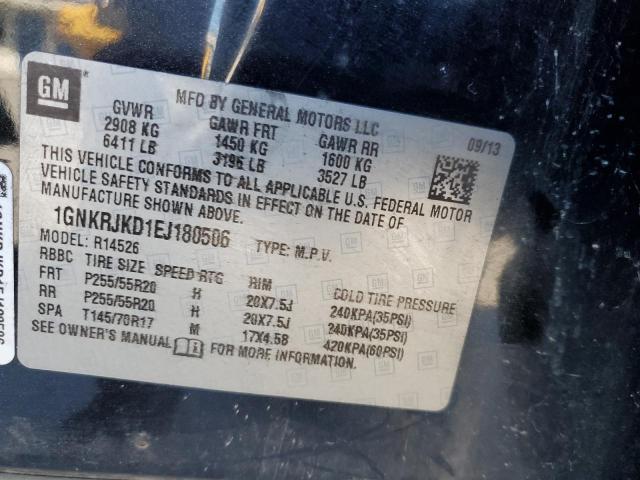 GM
MFD BY GENERAL MOTORS LLC
09/13
GVWR GAWR FRT GAWR RR
2908 KG 1450 KG 1600 KG
6411 LB 3196 LB 3527 LB
THIS VEHICLE CONFORMS TO ALL APPLICABLE U.S. FEDERAL MOTOR
VEHICLE SAFETY STANDARDS IN EFFECT ON THE DATE OF
MANUFACTURE SHOWN ABOVE.
1GNKRJKD1EJ180506 TYPE: M.P.V.
MODEL: R14526
RBBC TIRE SIZE SPEED RTG RIM COLD TIRE PRESSURE
FRT P255/55R20 H 20X7.5J 240KPA(35PSI)
RR P255/55R20 H 20X7.5J 240KPA(35PSI)
SPA T145/70R17 M 17X4.5B 420KPA(60PSI)
SEE OWNER'S MANUAL FOR MORE INFORMATION.